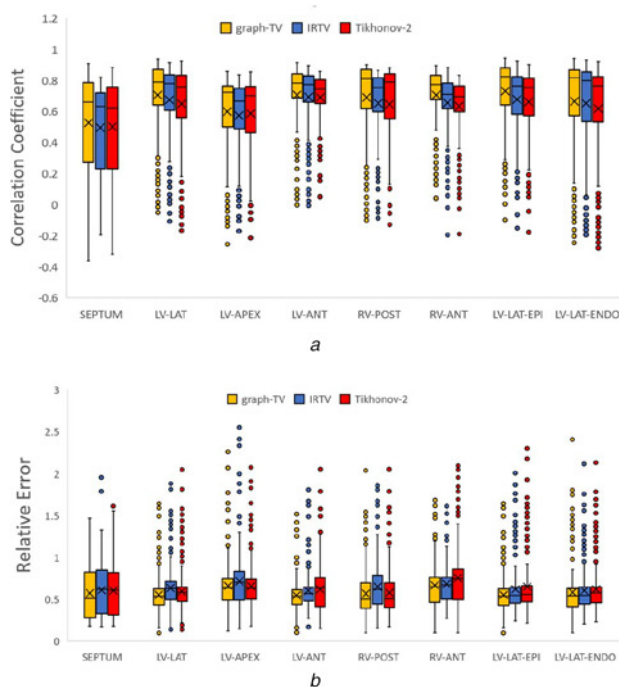 graph-TV IRTV Tikhonov-2
Correlation Coefficient
1.2
1
0.8
0.6
0.4
0.2
0
-0.2
-0.4
-0.6
SEPTUM LV-LAT LV-APEX LV-ANT RV-POST RV-ANT LV-LAT-EPI LV-LAT-ENDO
a
graph-TV IRTV Tikhonov-2
Relative Error
3
2.5
2
1.5
1
0.5
0
SEPTUM LV-LAT LV-APEX LV-ANT RV-POST RV-ANT LV-LAT-EPI LV-LAT-ENDO
b